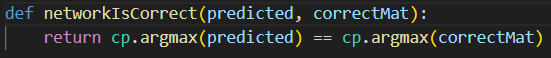 def networkIsCorrect(predicted, correctMat):
    return cp.argmax(predicted) == cp.argmax(correctMat)